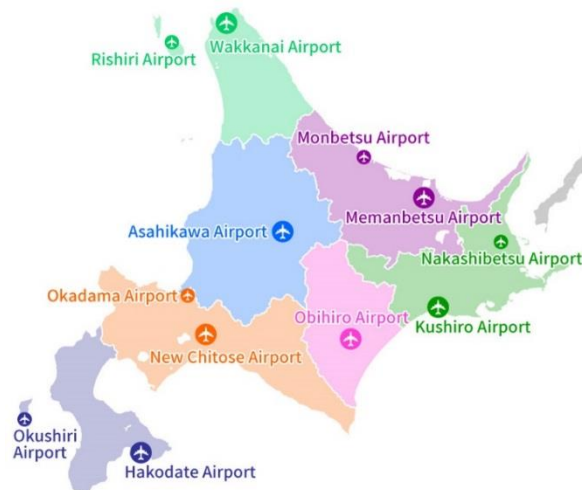 Wakkanai Airport
Rishiri Airport
Monbetsu Airport
Memanbetsu Airport
Asahikawa Airport
Nakashibetsu Airport
Okadama Airport
Obihiro Airport
Kushiro Airport
New Chitose Airport
Okushiri
Airport
Hakodate Airport